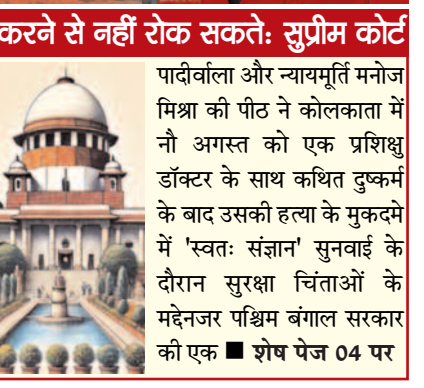 करने से नहीं रोक सकते: सुप्रीम कोर्ट
पादीर्वाला और न्यायमूर्ति मनोज
मिश्रा की पीठ ने कोलकाता में
नौ अगस्त को एक प्रशिक्षु
डॉक्टर के साथ कथित दुष्कर्म
के बाद उसकी हत्या के मुकदमे
में 'स्वतः संज्ञान' सुनवाई के
दौरान सुरक्षा चिंताओं के
मद्देनजर पश्चिम बंगाल सरकार
की एक ■ शेष पेज 04 पर